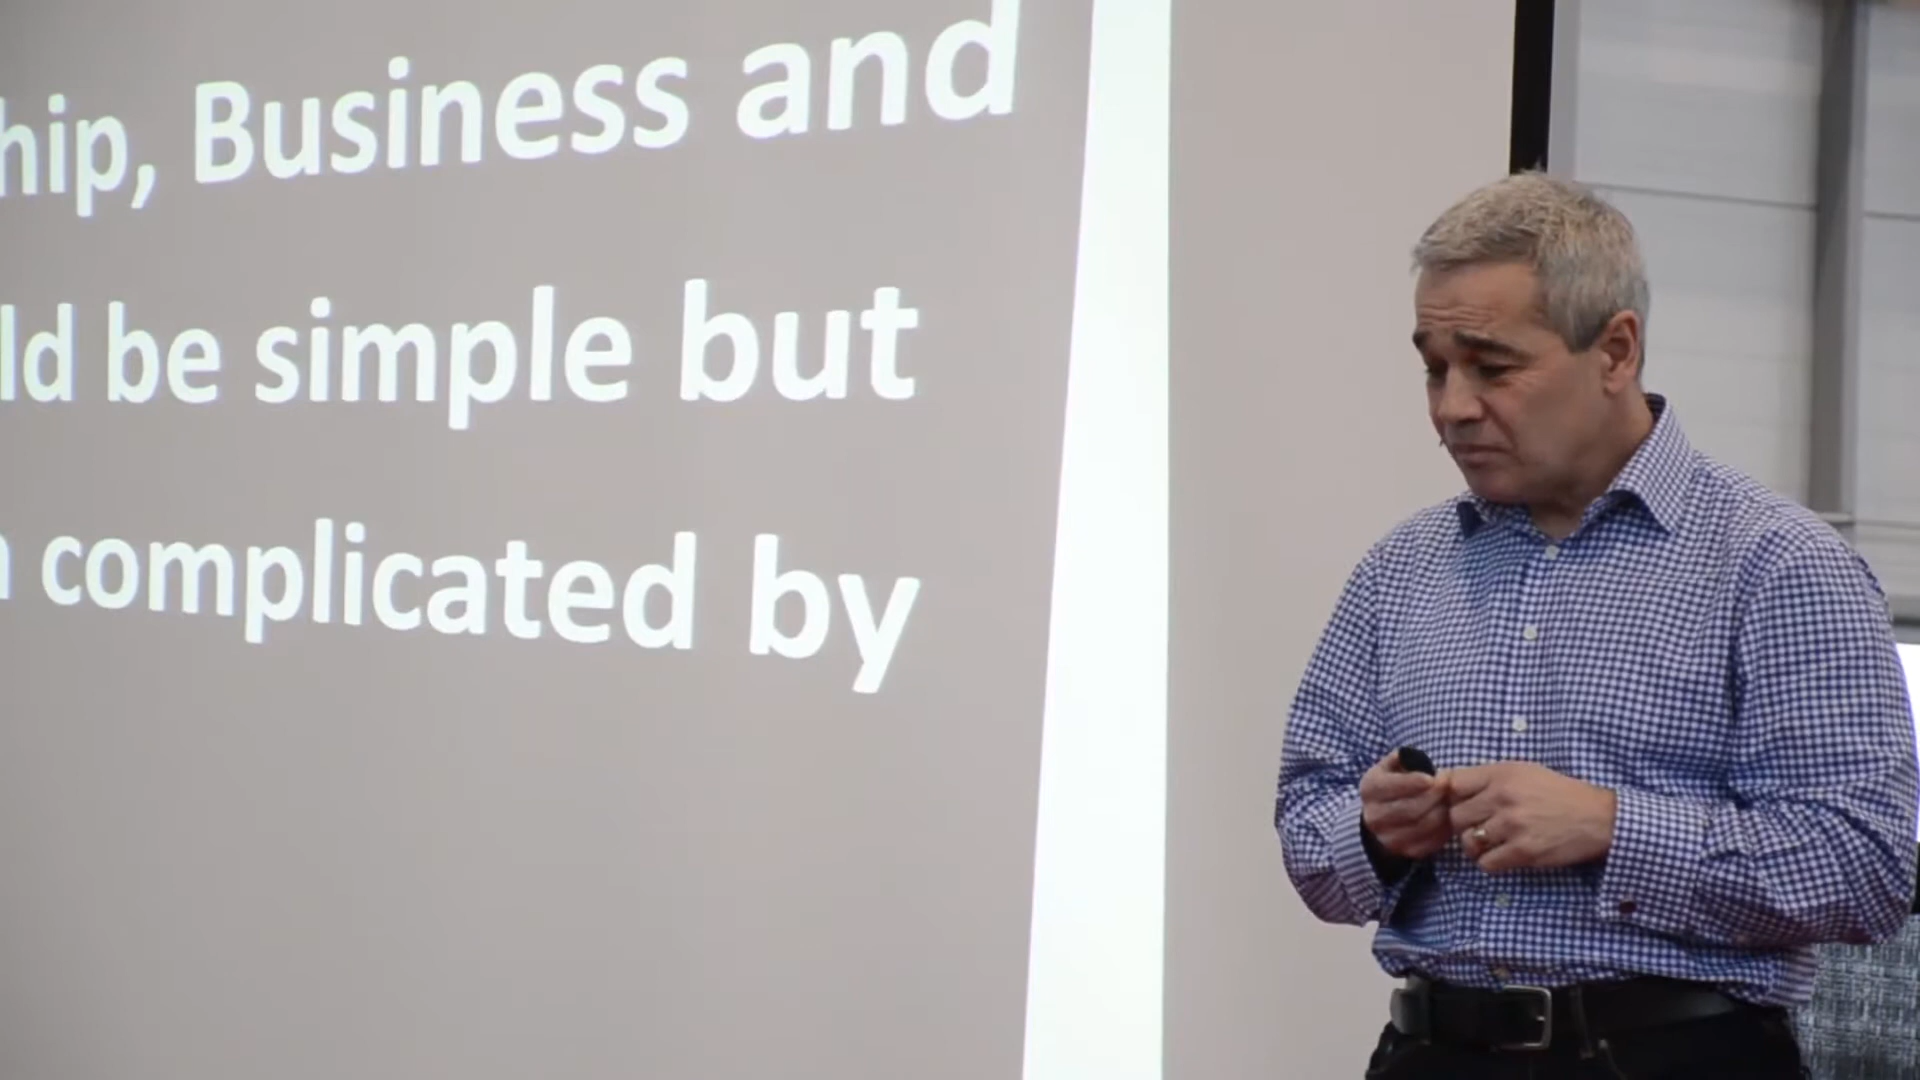 hip, Business and
ld be simple but
complicated by